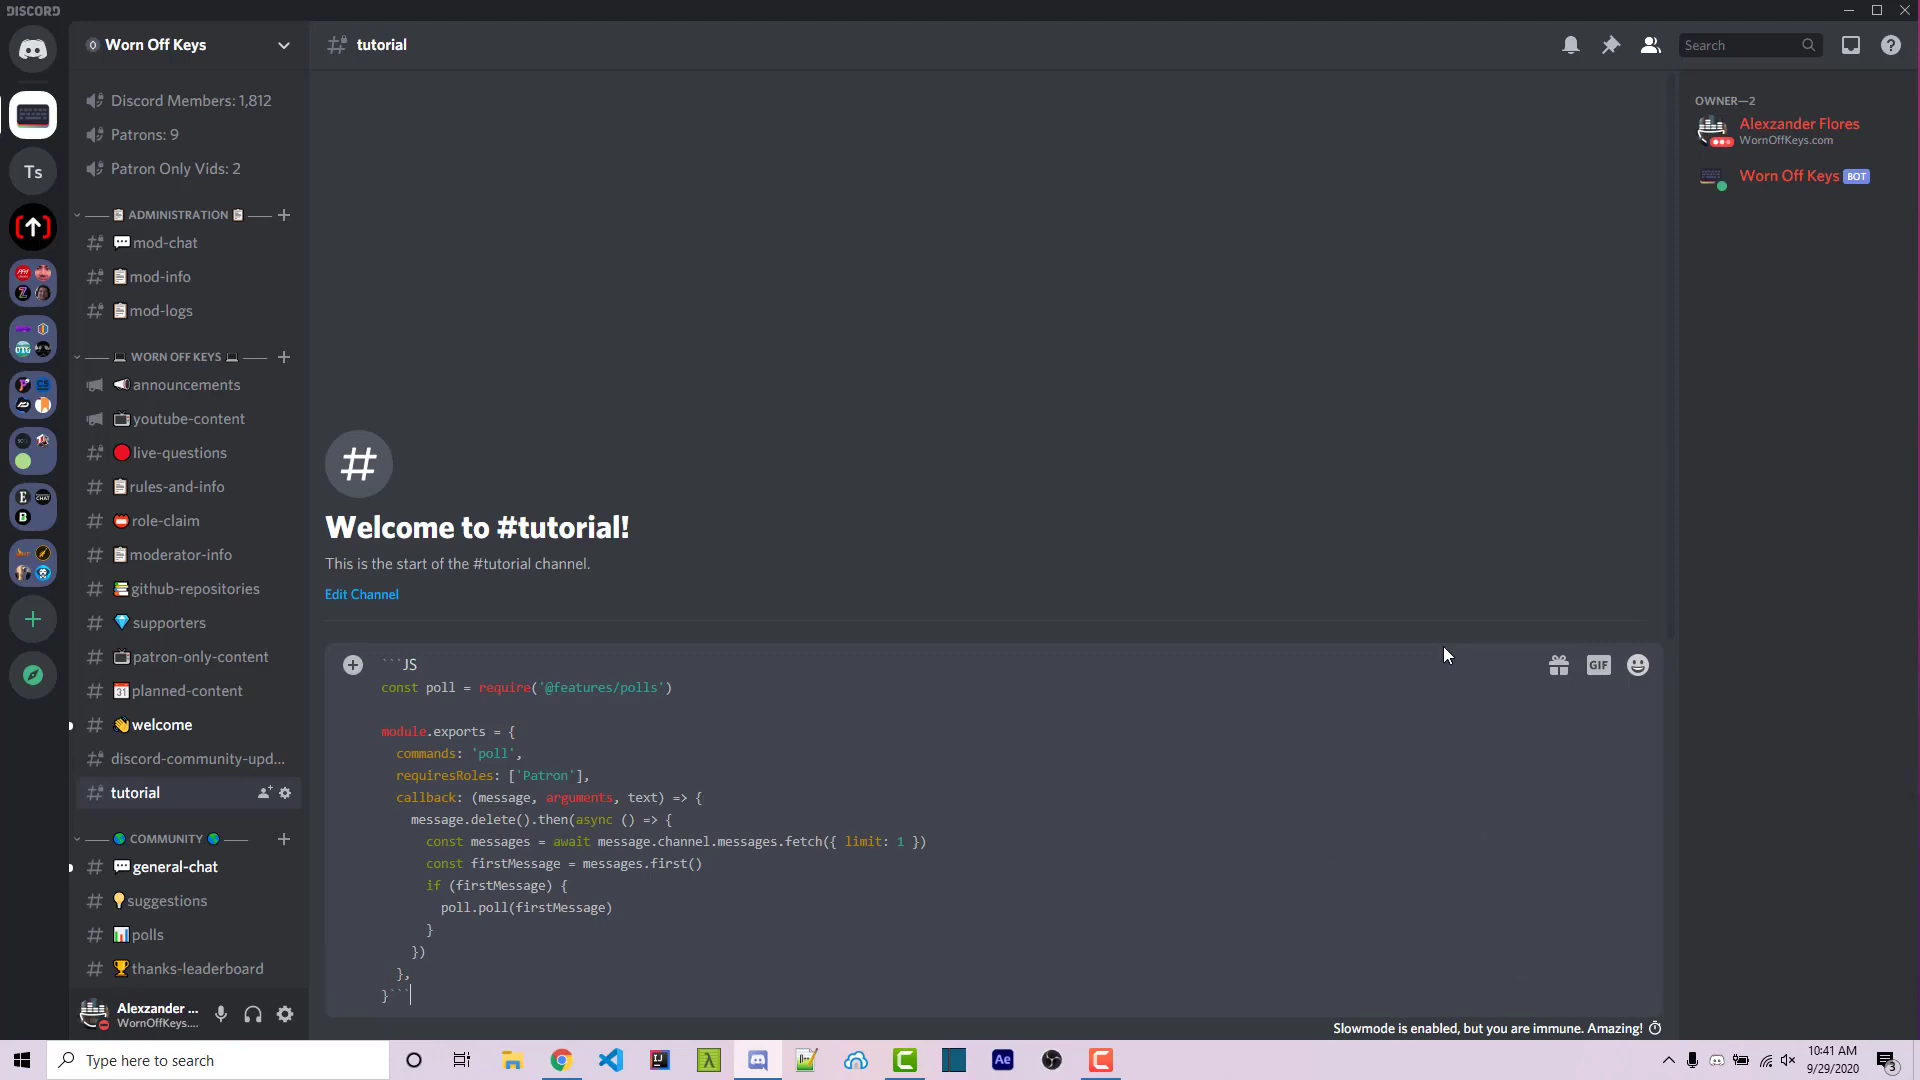 DISCORD
Worn Off Keys
Discord Members: 1,812
Patrons: 9
Patron Only Vids: 2
Ts
ADMINISTRATION
mod-chat
mod-info
mod-logs
WORN OFF KEYS
announcements
youtube-content
live-questions
rules-and-info
role-claim
moderator-info
github-repositories
supporters
patron-only-content
planned-content
welcome
discord-community-upd...
tutorial
COMMUNITY
general-chat
suggestions
polls
thanks-leaderboard
Alexzander ...
WornOffKeys....
tutorial
Search
Welcome to #tutorial!
This is the start of the #tutorial channel.
Edit Channel
```JS
const poll = require('@features/polls')
module.exports = {
commands: 'poll',
requiresRoles: ['Patron'],
callback: (message, arguments, text) => {
message.delete().then(async () => {
const messages = await message.channel.messages.fetch({ limit: 1 })
const firstMessage = messages.first()
if (firstMessage) {
poll.poll(firstMessage)
}
})
},
}```
GIF
Slowmode is enabled, but you are immune. Amazing!
OWNER—2
Alexzander Flores
WornOffKeys.com
Worn Off Keys BOT
Type here to search
Ae
10:41 AM
9/29/2020
3